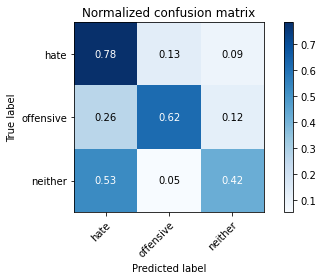 Normalized confusion matrix
hate
0.78
0.13
0.09
offensive
0.26
0.62
0.12
neither
0.53
0.05
0.42
hate
offensive
neither
True label
Predicted label
0.7
0.6
0.5
0.4
0.3
0.2
0.1